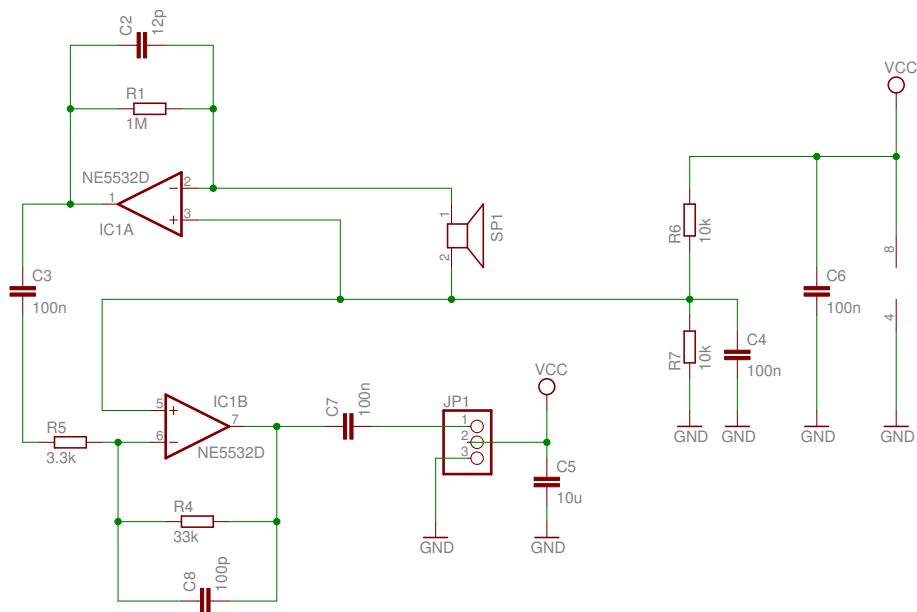 C2
12p
R1
1M
NE5532D
2
-
1
3
+
IC1A
VCC
1
SP1
2
R6
10k
8
C3
100n
C6
100n
4
R7
10k
C4
100n
VCC
IC1B
5
+
7
6
-
NE5532D
C7
100n
JP1
1
2
3
GND
GND
GND
GND
R5
3.3k
C5
10u
R4
33k
GND
GND
C8
100p